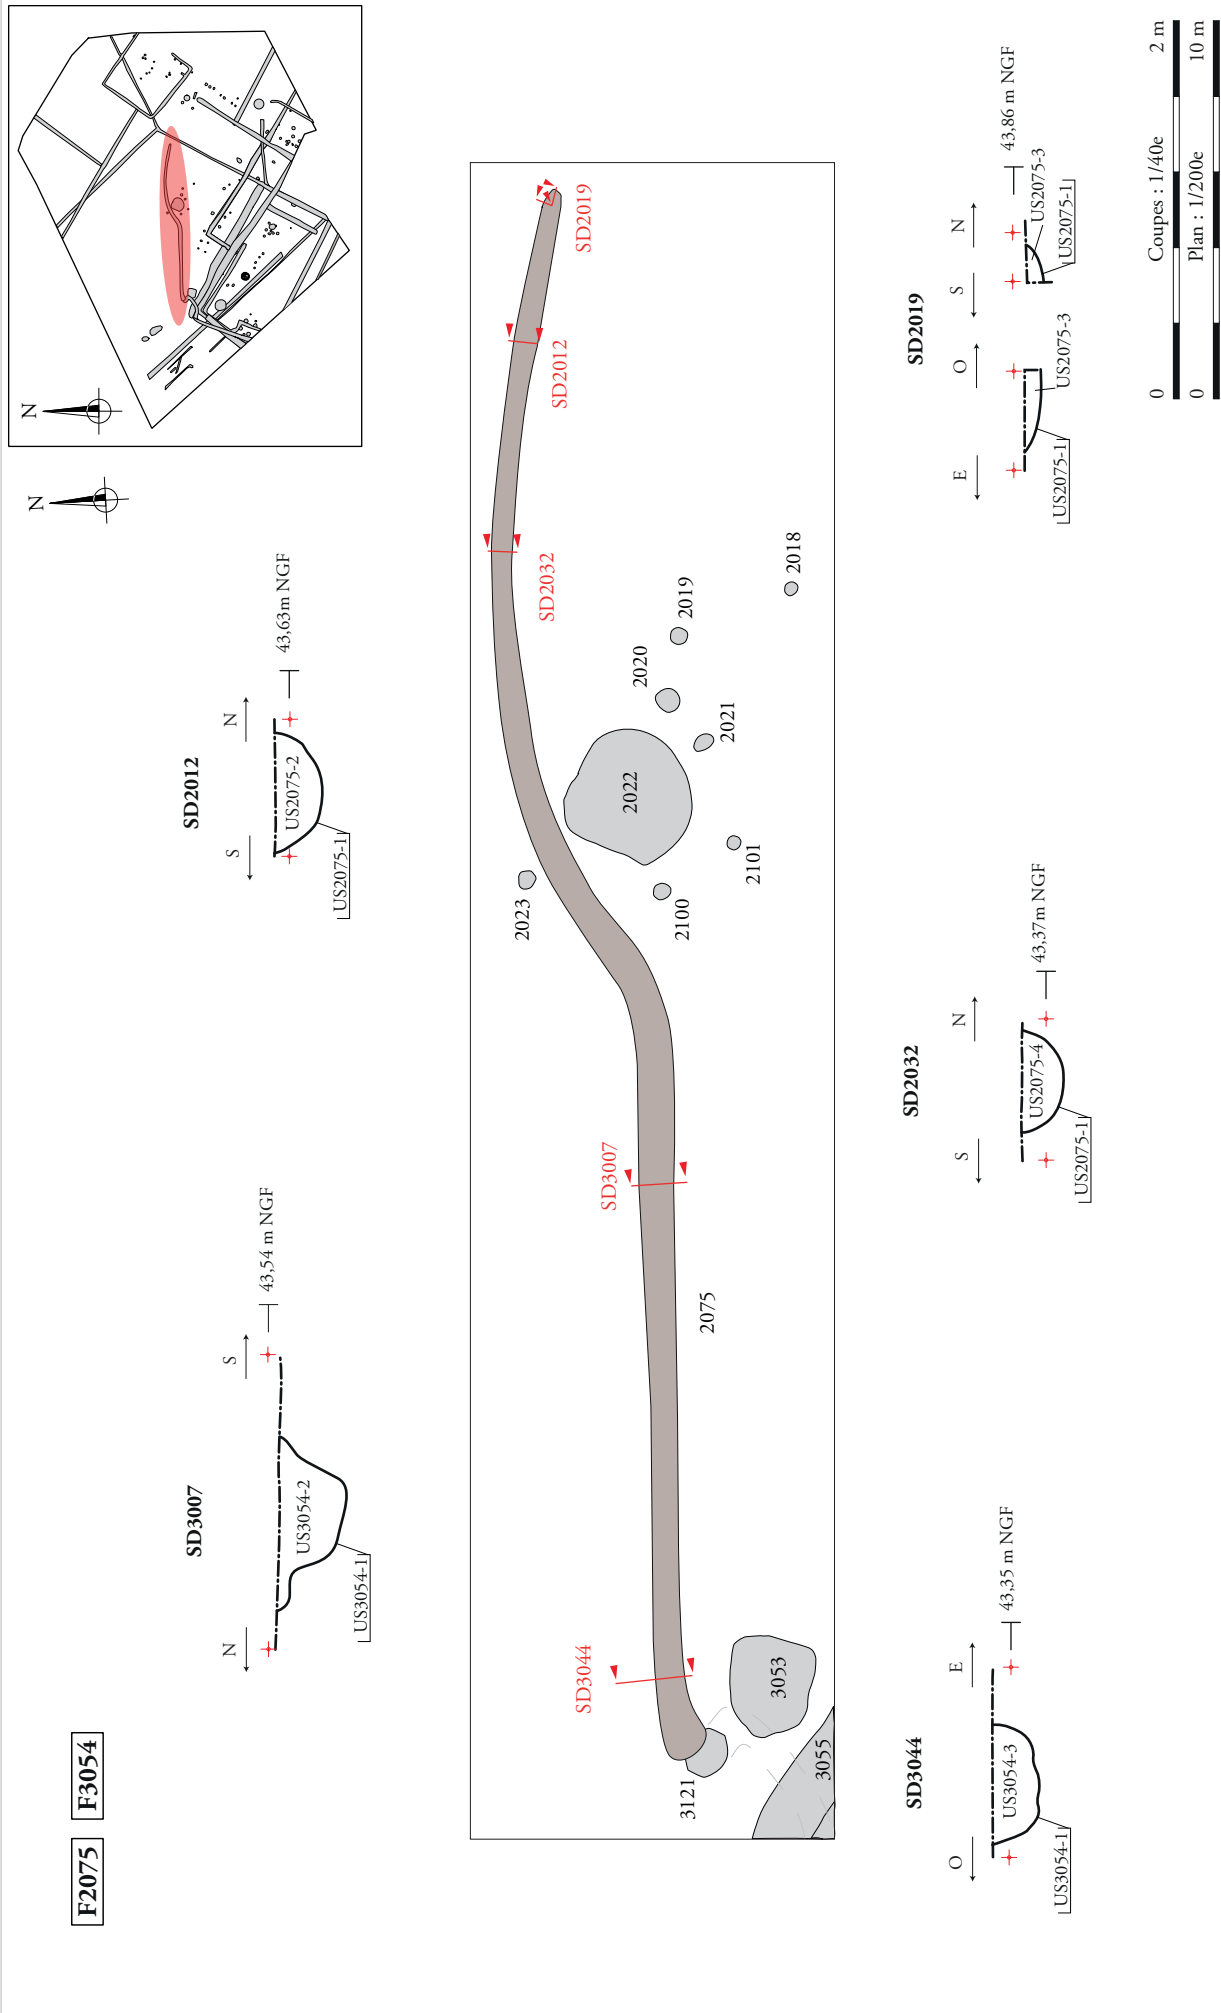 F2075
F3054
N
N
SD3007
N
S
43,54 m NGF
US3054-2
US3054-1
SD2012
S
N
43,63m NGF
US2075-2
US2075-1
SD3044
SD3007
SD2032
SD2012
SD2019
3121
3053
3055
2075
2023
2022
2100
2101
2021
2020
2019
2018
SD3044
O
E
43,35 m NGF
US3054-3
US3054-1
SD2032
S
N
43,37m NGF
US2075-4
US2075-1
SD2019
E
O
S
N
43,86 m NGF
US2075-3
US2075-1
US2075-3
US2075-1
0
Coupes : 1/40e
2 m
0
Plan : 1/200e
10 m